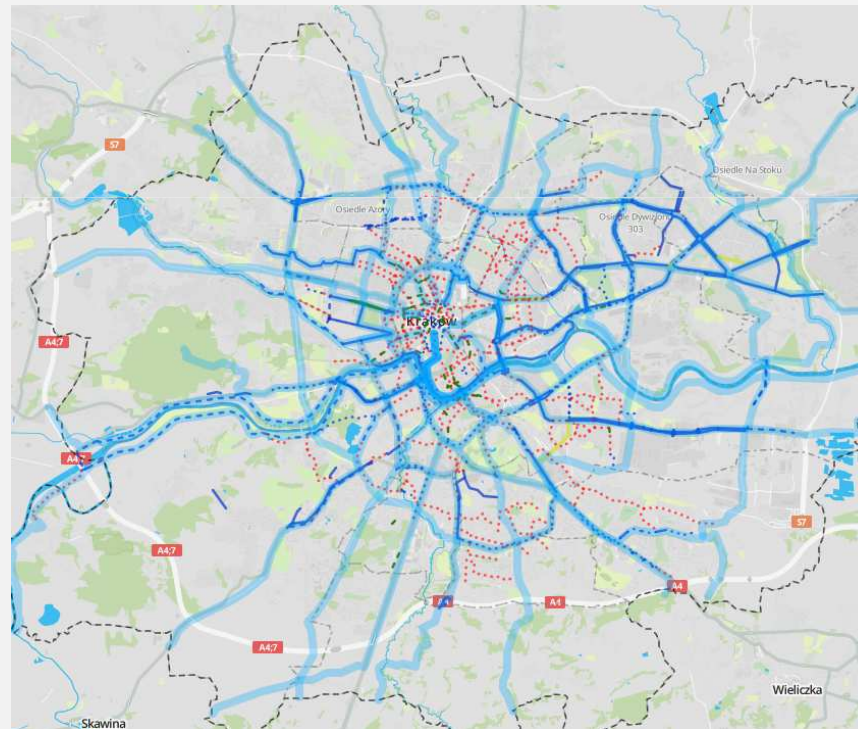 S7
Osiedle Na Stoku
Osiedle Azory
Osiedle Dywizjonu
303
Kraków
A4;7
A4;7
S7
A4;7
A4
A4
A4
A4;7
Wieliczka
Skawina